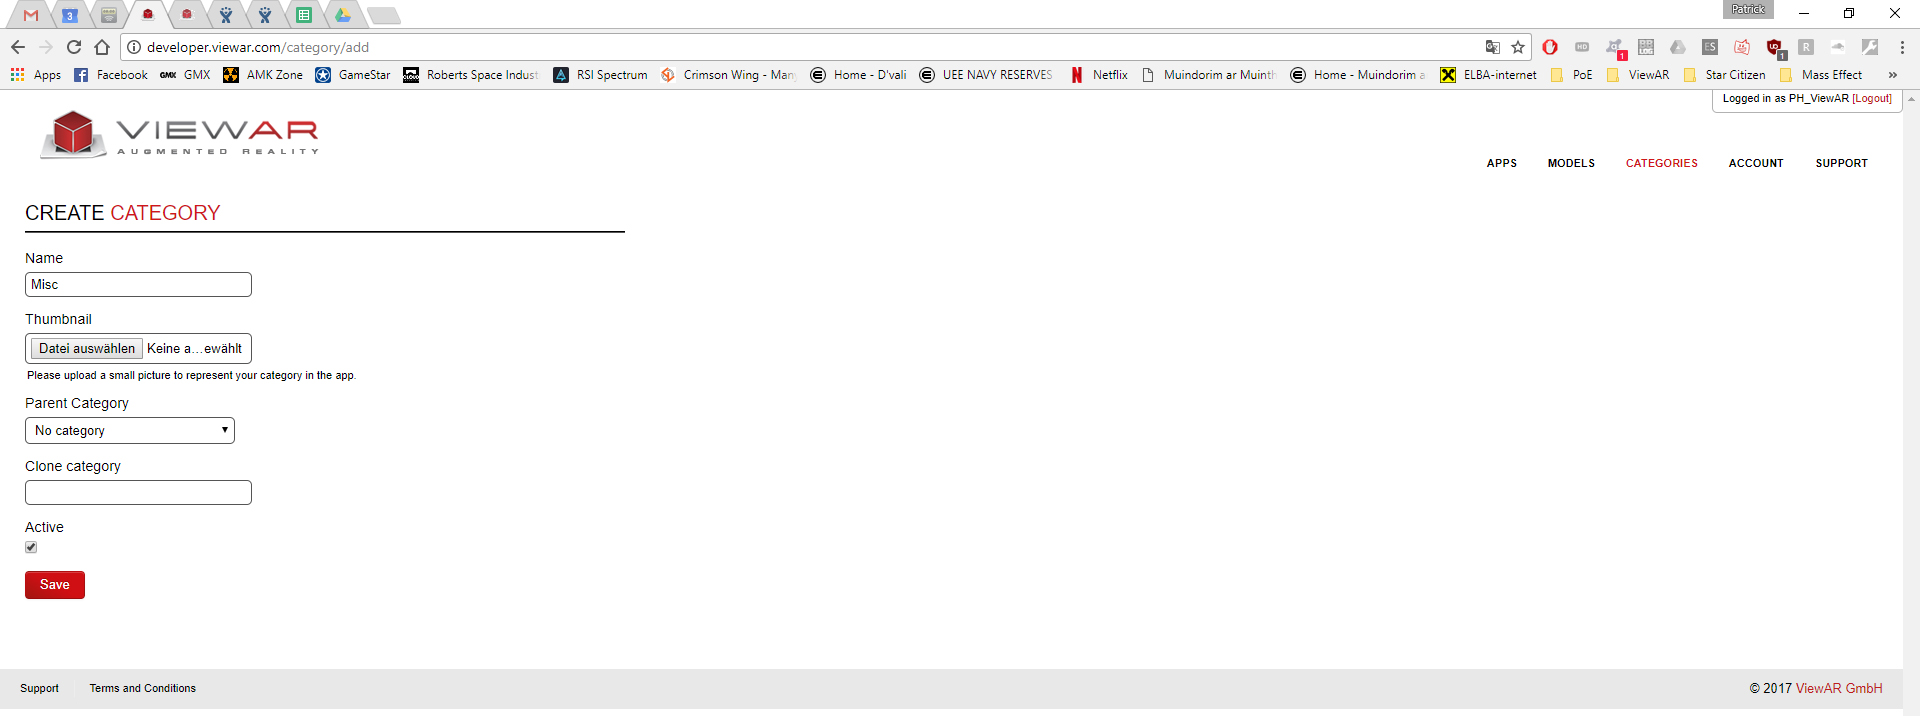 Patrick
developer.viewar.com/category/add
Apps Facebook GMX GMX AMK Zone GameStar Roberts Space Indust RSI Spectrum Crimson Wing - Man Home - D'vali UEE NAVY RESERVES Netflix Muindorim ar Muinth Home - Muindorim a ELBA-internet PoE ViewAR Star Citizen Mass Effect »
Logged in as PH_ViewAR [Logout]
VIEWAR
AUGMENTED REALITY
APPS MODELS CATEGORIES ACCOUNT SUPPORT
CREATE CATEGORY
Name
Misc
Thumbnail
Datei auswählen Keine a...ewählt
Please upload a small picture to represent your category in the app.
Parent Category
No category
Clone category
Active
Save
Support Terms and Conditions
© 2017 ViewAR GmbH